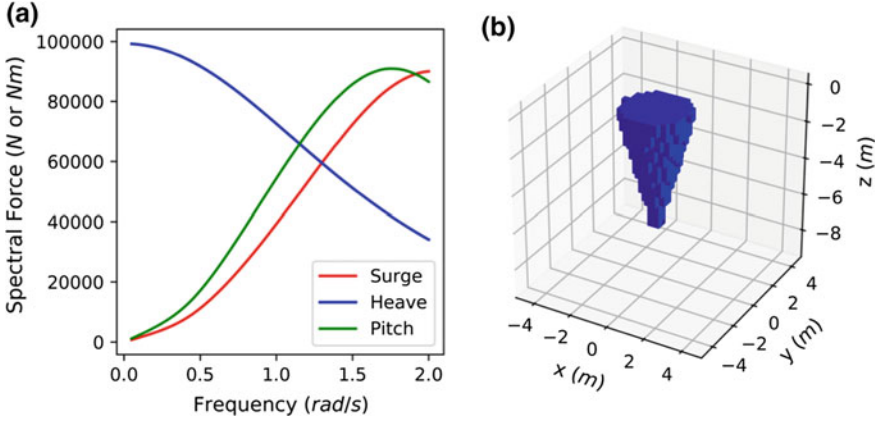 (a)
100000
80000
60000
40000
20000
0
Spectral Force (N or Nm)
Surge
Heave
Pitch
0.0 0.5 1.0 1.5 2.0
Frequency (rad/s)
(b)
0
−2
−4
−6
−8
z (m)
−4 −2 0 2 4
x (m)
−4 −2 0 2 4
y (m)